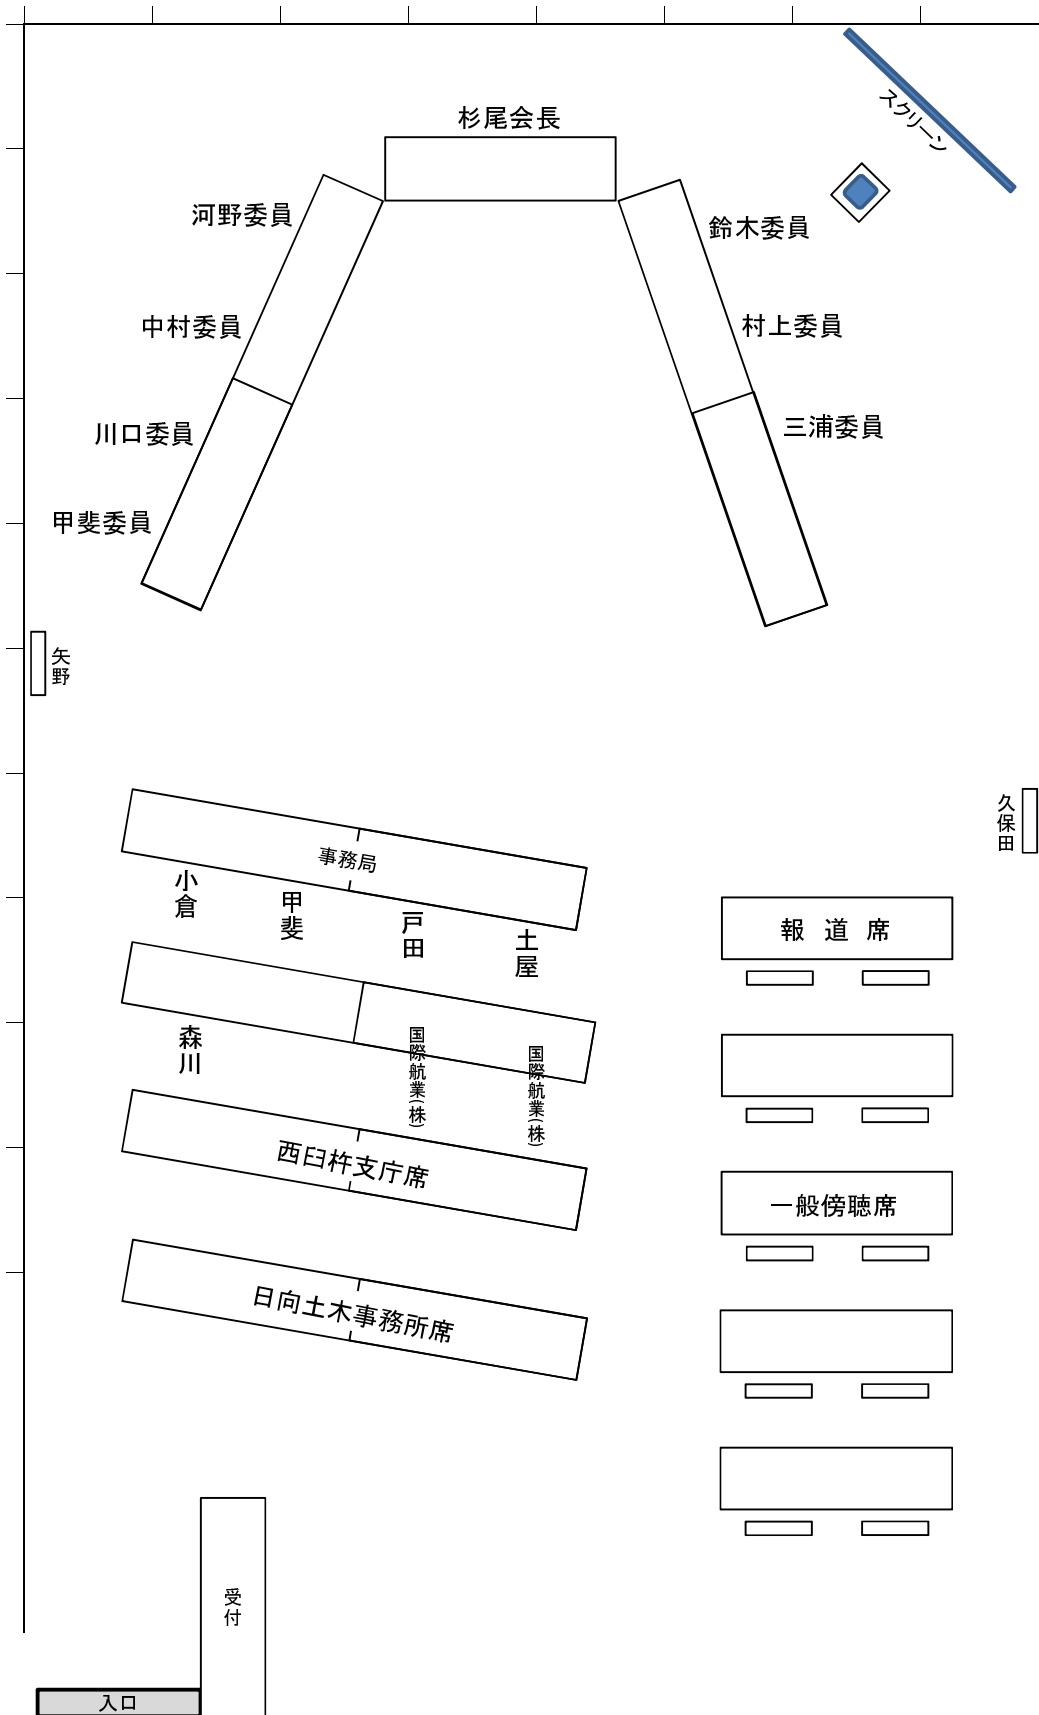 スクリーン
杉尾会長
河野委員
鈴木委員
中村委員
村上委員
川口委員
三浦委員
甲斐委員
矢野
久保田
事務局
小倉
甲斐
戸田
土屋
報道席
森川
国際航業(株)
国際航業(株)
西臼杵支庁席
一般傍聴席
日向土木事務所席
受付
入口